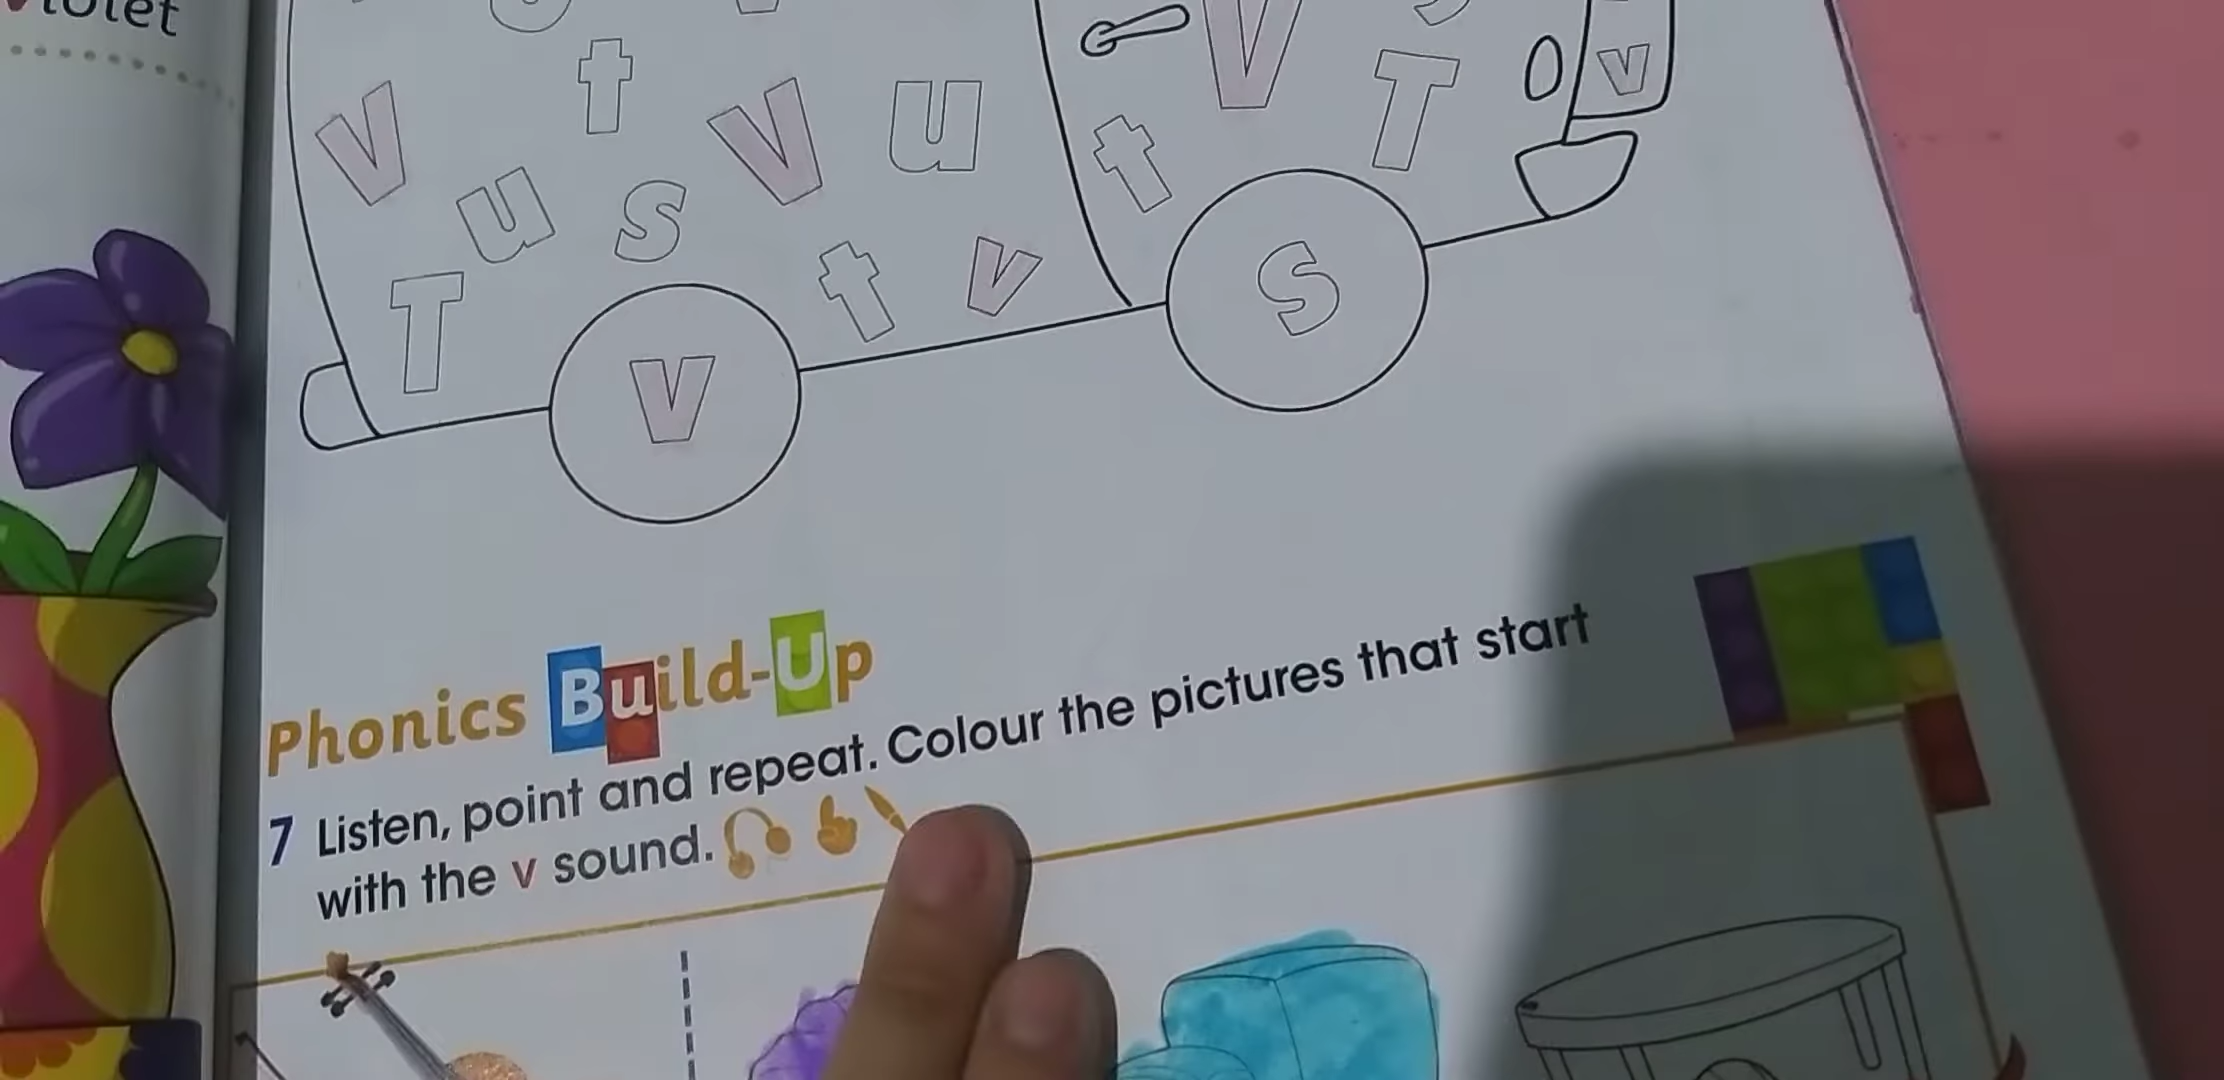 V t V u V T v
u s t
T t v S
V
Phonics Build-Up
7 Listen, point and repeat. Colour the pictures that start
with the v sound.